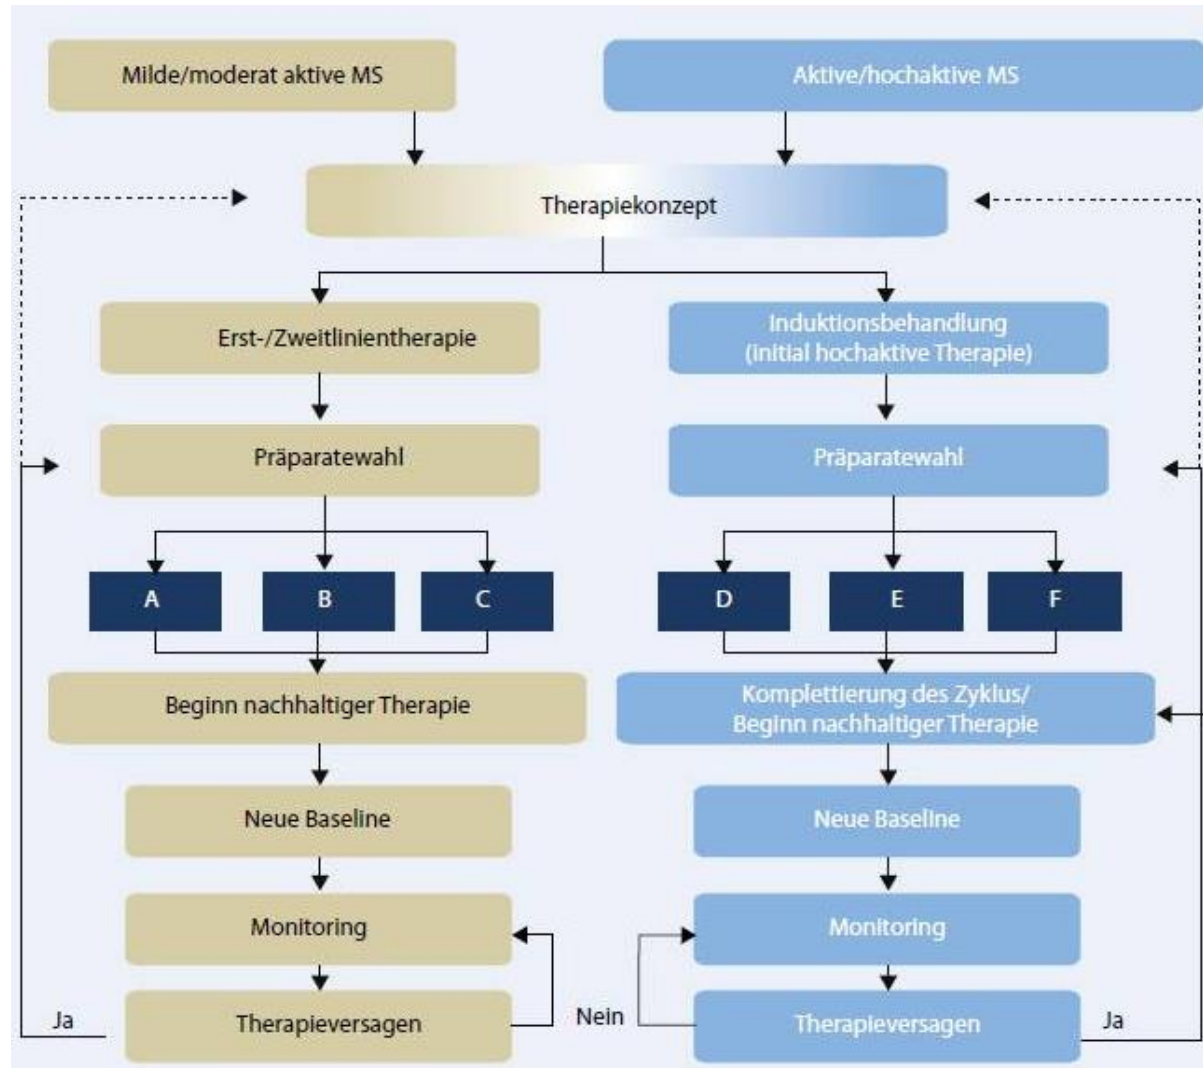 Milde/moderat aktive MS
Aktive/hochaktive MS
Therapiekonzept
Erst-/Zweitlinientherapie
Induktionsbehandlung
(initial hochaktive Therapie)
Präparatewahl
Präparatewahl
A
B
C
D
E
F
Beginn nachhaltiger Therapie
Komplettierung des Zyklus/
Beginn nachhaltiger Therapie
Neue Baseline
Neue Baseline
Monitoring
Monitoring
Ja
Therapieversagen
Nein
Therapieversagen
Ja